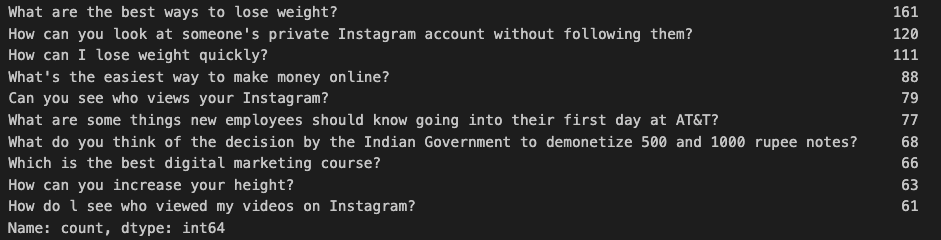 What are the best ways to lose weight? 161
How can you look at someone's private Instagram account without following them? 120
How can I lose weight quickly? 111
What's the easiest way to make money online? 88
Can you see who views your Instagram? 79
What are some things new employees should know going into their first day at AT&T? 77
What do you think of the decision by the Indian Government to demonetize 500 and 1000 rupee notes? 68
Which is the best digital marketing course? 66
How can you increase your height? 63
How do l see who viewed my videos on Instagram? 61
Name: count, dtype: int64